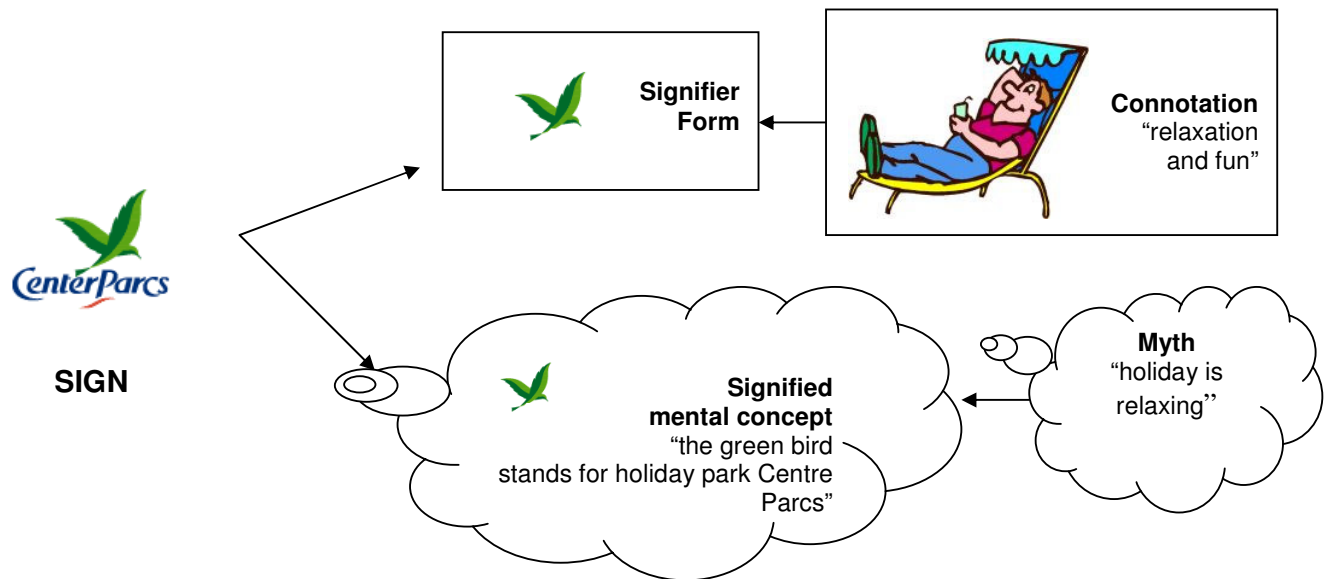 CenterParcs
SIGN
Signifier
Form
Connotation
“relaxation
and fun”
Signified
mental concept
“the green bird
stands for holiday park Centre
Parcs”
Myth
“holiday is
relaxing”